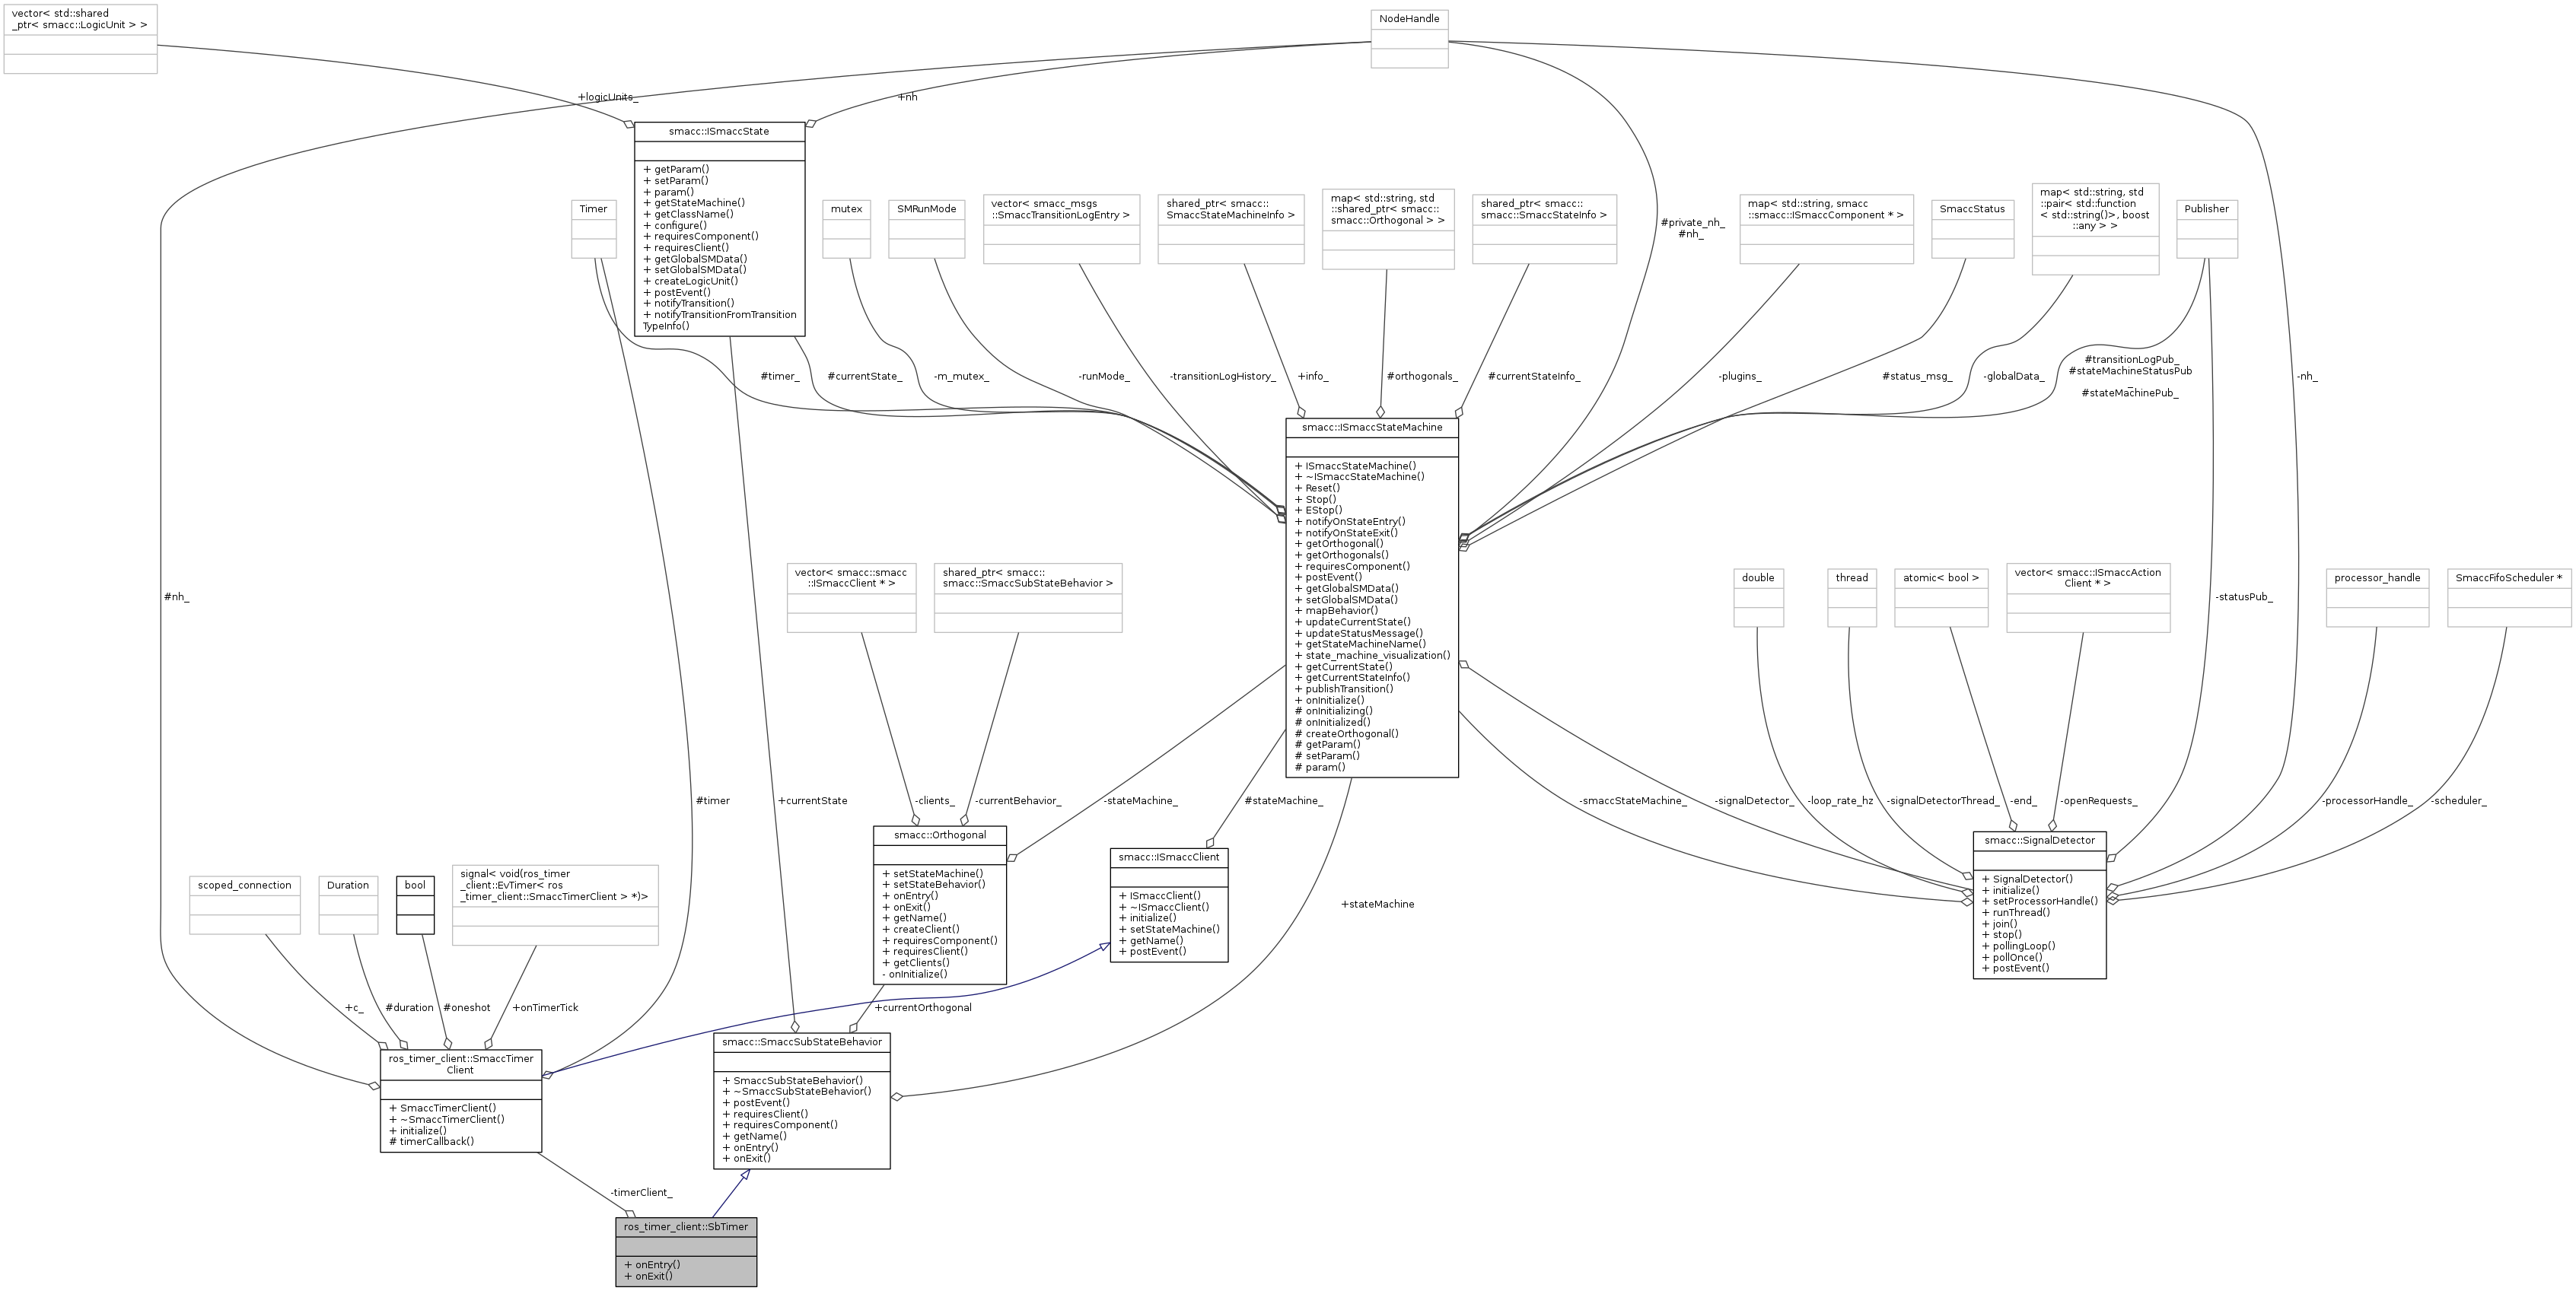 vector< std::shared
_ptr< smacc::LogicUnit > >
NodeHandle
+logicUnits_
+nh
smacc::ISmaccState
+ getParam()
+ setParam()
+ param()
+ getStateMachine()
+ getClassName()
+ configure()
+ requiresComponent()
+ requiresClient()
+ getGlobalSMData()
+ setGlobalSMData()
+ createLogicUnit()
+ postEvent()
+ notifyTransition()
+ notifyTransitionFromTransition
TypeInfo()
Timer
mutex
SMRunMode
vector< smacc_msgs
::SmaccTransitionLogEntry >
shared_ptr< smacc::
SmaccStateMachineInfo >
map< std::string, std
::shared_ptr< smacc::
smacc::Orthogonal > >
shared_ptr< smacc::
smacc::SmaccStateInfo >
#private_nh_
#nh_
map< std::string, smacc
::smacc::ISmaccComponent * >
SmaccStatus
map< std::string, std
::pair< std::function
< std::string()>, boost
::any > >
Publisher
#timer_
#currentState_
-m_mutex_
-runMode_
-transitionLogHistory_
+info_
#orthogonals_
#currentStateInfo_
-plugins_
#status_msg_
-globalData_
#transitionLogPub_
#stateMachineStatusPub
_
#stateMachinePub_
-nh_
smacc::ISmaccStateMachine
+ ISmaccStateMachine()
+ ~ISmaccStateMachine()
+ Reset()
+ Stop()
+ EStop()
+ notifyOnStateEntry()
+ notifyOnStateExit()
+ getOrthogonal()
+ getOrthogonals()
+ requiresComponent()
+ postEvent()
+ getGlobalSMData()
+ setGlobalSMData()
+ mapBehavior()
+ updateCurrentState()
+ updateStatusMessage()
+ getStateMachineName()
+ state_machine_visualization()
+ getCurrentState()
+ getCurrentStateInfo()
+ publishTransition()
+ onInitialize()
# onInitializing()
# onInitialized()
# createOrthogonal()
# getParam()
# setParam()
# param()
#nh_
vector< smacc::smacc
::ISmaccClient * >
shared_ptr< smacc::
smacc::SmaccSubStateBehavior >
double
thread
atomic< bool >
vector< smacc::ISmaccAction
Client * >
-statusPub_
processor_handle
SmaccFifoScheduler *
#timer
+currentState
-clients_
-currentBehavior_
-stateMachine_
#stateMachine_
-smaccStateMachine_
-signalDetector_
-loop_rate_hz
-signalDetectorThread_
-end_
-openRequests_
-processorHandle_
-scheduler_
smacc::Orthogonal
+ setStateMachine()
+ setStateBehavior()
+ onEntry()
+ onExit()
+ getName()
+ createClient()
+ requiresComponent()
+ requiresClient()
+ getClients()
- onInitialize()
smacc::ISmaccClient
+ ISmaccClient()
+ ~ISmaccClient()
+ initialize()
+ setStateMachine()
+ getName()
+ postEvent()
smacc::SignalDetector
+ SignalDetector()
+ initialize()
+ setProcessorHandle()
+ runThread()
+ join()
+ stop()
+ pollingLoop()
+ pollOnce()
+ postEvent()
scoped_connection
Duration
bool
signal< void(ros_timer
_client::EvTimer< ros
_timer_client::SmaccTimerClient > *)>
+stateMachine
+c_
#duration
#oneshot
+onTimerTick
+currentOrthogonal
ros_timer_client::SmaccTimer
Client
+ SmaccTimerClient()
+ ~SmaccTimerClient()
+ initialize()
# timerCallback()
smacc::SmaccSubStateBehavior
+ SmaccSubStateBehavior()
+ ~SmaccSubStateBehavior()
+ postEvent()
+ requiresClient()
+ requiresComponent()
+ getName()
+ onEntry()
+ onExit()
-timerClient_
ros_timer_client::SbTimer
+ onEntry()
+ onExit()